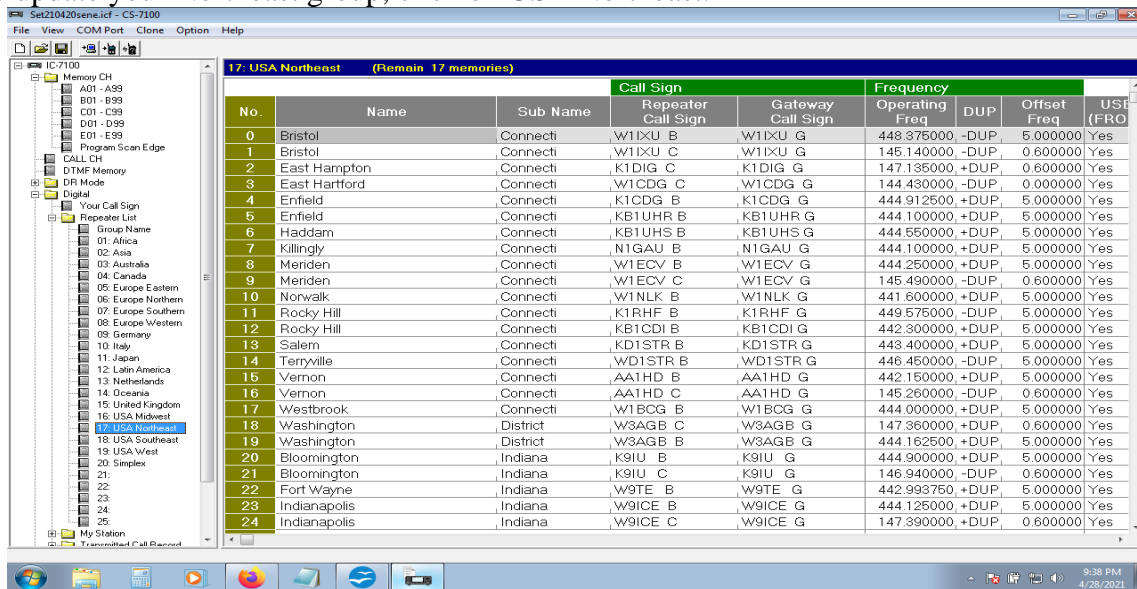 Set210420sene.icf - CS-7100
File View COM Port Clone Option Help
IC-7100
Memory CH
A01 - A99
B01 - B99
C01 - C99
D01 - D99
E01 - E99
Program Scan Edge
CALL CH
DTMF Memory
DR Mode
Digital
Your Call Sign
Repeater List
Group Name
01: Africa
02: Asia
03: Australia
04: Canada
05: Europe Eastern
06: Europe Northern
07: Europe Southern
08: Europe Western
09: Germany
10: Italy
11: Japan
12: Latin America
13: Netherlands
14: Oceania
15: United Kingdom
16: USA Midwest
17: USA Northeast
18: USA Southeast
19: USA West
20: Simplex
21:
22:
23:
24:
25:
My Station
Transmitted Call Record
17: USA Northeast (Remain 17 memories)
Call Sign Frequency
No. Name Sub Name Repeater Call Sign Gateway Call Sign Operating Freq DUP Offset Freq USE (FRO
0 Bristol Connecti W1IXU B W1IXU G 448.375000 -DUP 5.000000 Yes
1 Bristol Connecti W1IXU C W1IXU G 145.140000 -DUP 0.600000 Yes
2 East Hampton Connecti K1DIG C K1DIG G 147.135000 +DUP 0.600000 Yes
3 East Hartford Connecti W1CDG C W1CDG G 144.430000 -DUP 0.000000 Yes
4 Enfield Connecti K1CDG B K1CDG G 444.912500 +DUP 5.000000 Yes
5 Enfield Connecti KB1UHR B KB1UHR G 444.100000 +DUP 5.000000 Yes
6 Haddam Connecti KB1UHS B KB1UHS G 444.550000 +DUP 5.000000 Yes
7 Killingly Connecti N1GAU B N1GAU G 444.100000 +DUP 5.000000 Yes
8 Meriden Connecti W1ECV B W1ECV G 444.250000 +DUP 5.000000 Yes
9 Meriden Connecti W1ECV C W1ECV G 145.490000 -DUP 0.600000 Yes
10 Norwalk Connecti W1NLK B W1NLK G 441.600000 +DUP 5.000000 Yes
11 Rocky Hill Connecti K1RHF B K1RHF G 449.575000 -DUP 5.000000 Yes
12 Rocky Hill Connecti KB1CDI B KB1CDI G 442.300000 +DUP 5.000000 Yes
13 Salem Connecti KD1STR B KD1STR G 443.400000 +DUP 5.000000 Yes
14 Terryville Connecti WD1STR B WD1STR G 446.450000 -DUP 5.000000 Yes
15 Vernon Connecti AA1HD B AA1HD G 442.150000 +DUP 5.000000 Yes
16 Vernon Connecti AA1HD C AA1HD G 145.260000 -DUP 0.600000 Yes
17 Westbrook Connecti W1BCG B W1BCG G 444.000000 +DUP 5.000000 Yes
18 Washington District W3AGB C W3AGB G 147.360000 +DUP 0.600000 Yes
19 Washington District W3AGB B W3AGB G 444.162500 +DUP 5.000000 Yes
20 Bloomington Indiana K9IU B K9IU G 444.900000 +DUP 5.000000 Yes
21 Bloomington Indiana K9IU C K9IU G 146.940000 -DUP 0.600000 Yes
22 Fort Wayne Indiana W9TE B W9TE G 442.993750 +DUP 5.000000 Yes
23 Indianapolis Indiana W9ICE B W9ICE G 444.125000 +DUP 5.000000 Yes
24 Indianapolis Indiana W9ICE C W9ICE G 147.390000 +DUP 0.600000 Yes
9:38 PM
4/28/2021